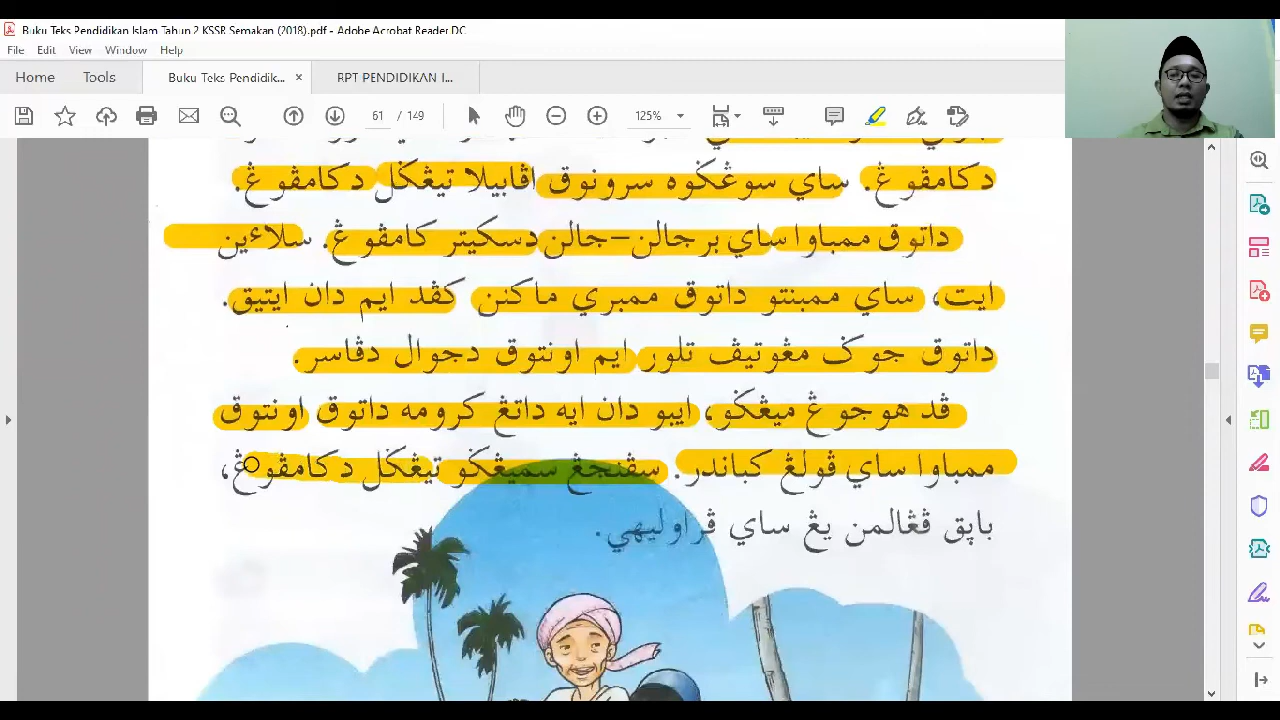 Buku Teks Pendidikan Islam Tahun 2 KSSR Semakan (2018).pdf - Adobe Acrobat Reader DC
File Edit View Window Help
Home Tools Buku Teks Pendidik... × RPT PENDIDIKAN I...
61 / 149 125%
دکامڤوڠ. ساي سوڠݢوه سرونوق اڤابيلا تيڠݢل دکامڤوڠ.
داتوق ممباوا ساي برجالن–جالن دسکيتر کامڤوڠ. سلاءين
ايت، ساي ممبنتو داتوق ممبري ماکنن کڤد ايم دان ايتيق.
داتوق جوݢ مڠوتيڤ تلور ايم اونتوق دجوال دڤاسر.
ڤد هوجوڠ ميڠݢو، ايبو دان ايه داتڠ کرومه داتوق اونتوق
ممباوا ساي ڤولڠ کباندر. سڤنجڠ سميڠݢو تيڠݢل دکامڤوڠ،
باڽق ڤڠالمن يڠ ساي ڤراوليهي.